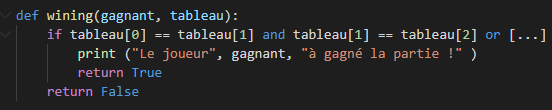 def wining(gagnant, tableau):
if tableau[0] == tableau[1] and tableau[1] == tableau[2] or [...]
print ("Le joueur", gagnant, "à gagné la partie !" )
return True
return False